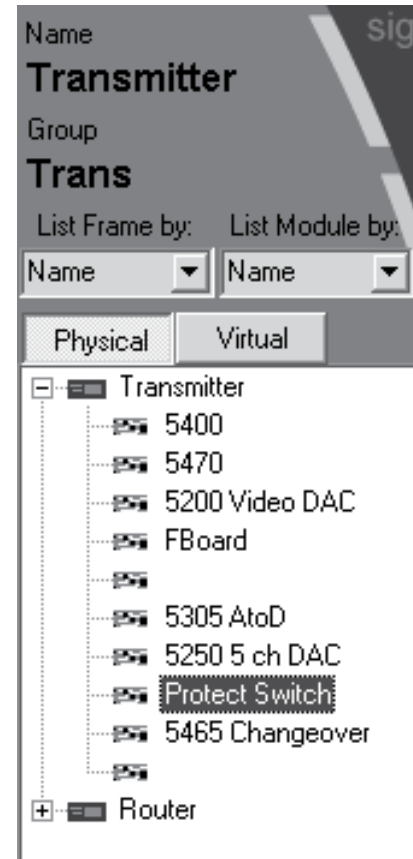 Name
sig
Transmitter
Group
Trans
List Frame by: List Module by:
Name Name
Physical Virtual
Transmitter
5400
5470
5200 Video DAC
FBoard
5305 AtoD
5250 5 ch DAC
Protect Switch
5465 Changeover
Router